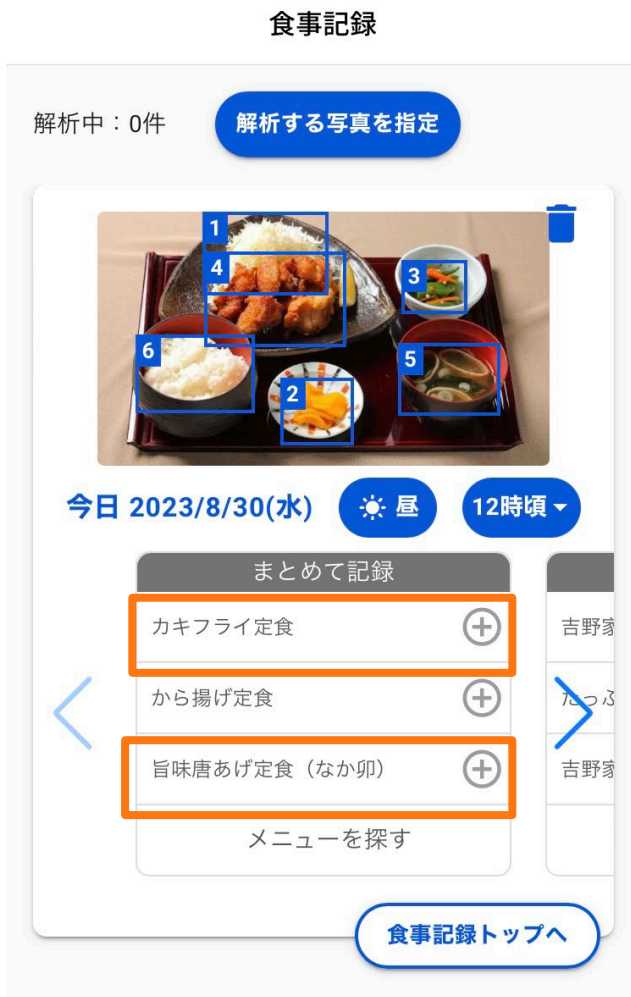 食事記録
解析中：0件
解析する写真を指定
1
4
3
6
5
2
今日 2023/8/30(水)
昼
12時頃
まとめて記録
カキフライ定食
吉野家
から揚げ定食
たっぷ
旨味唐あげ定食（なか卯）
吉野家
メニューを探す
食事記録トップへ